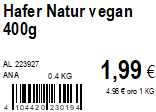 Hafer Natur vegan
400g
AL 223927
ANA 0.4 KG
1,99 €
4.98 € pro 1 KG
4 104420 230194